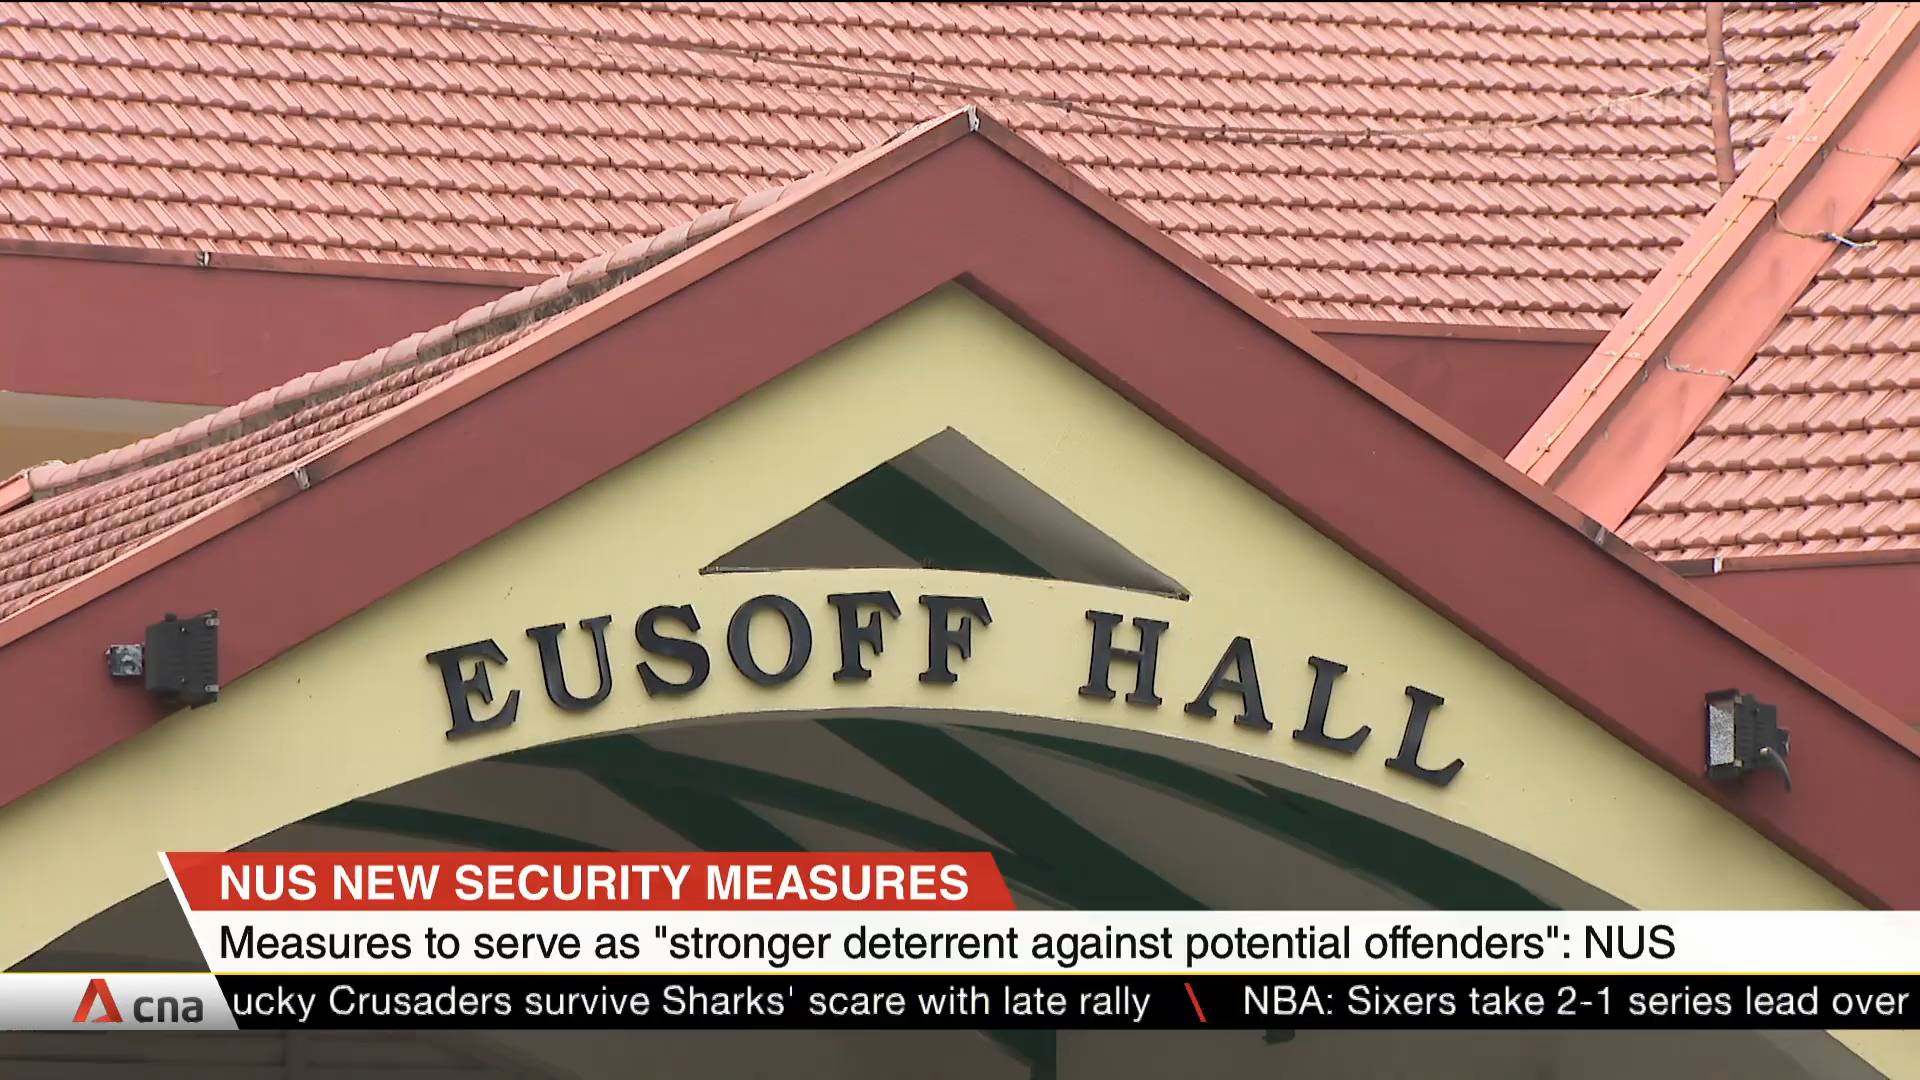 EUSOFF HALL
NUS NEW SECURITY MEASURES
Measures to serve as "stronger deterrent against potential offenders": NUS
cna
ucky Crusaders survive Sharks' scare with late rally \ NBA: Sixers take 2-1 series lead over